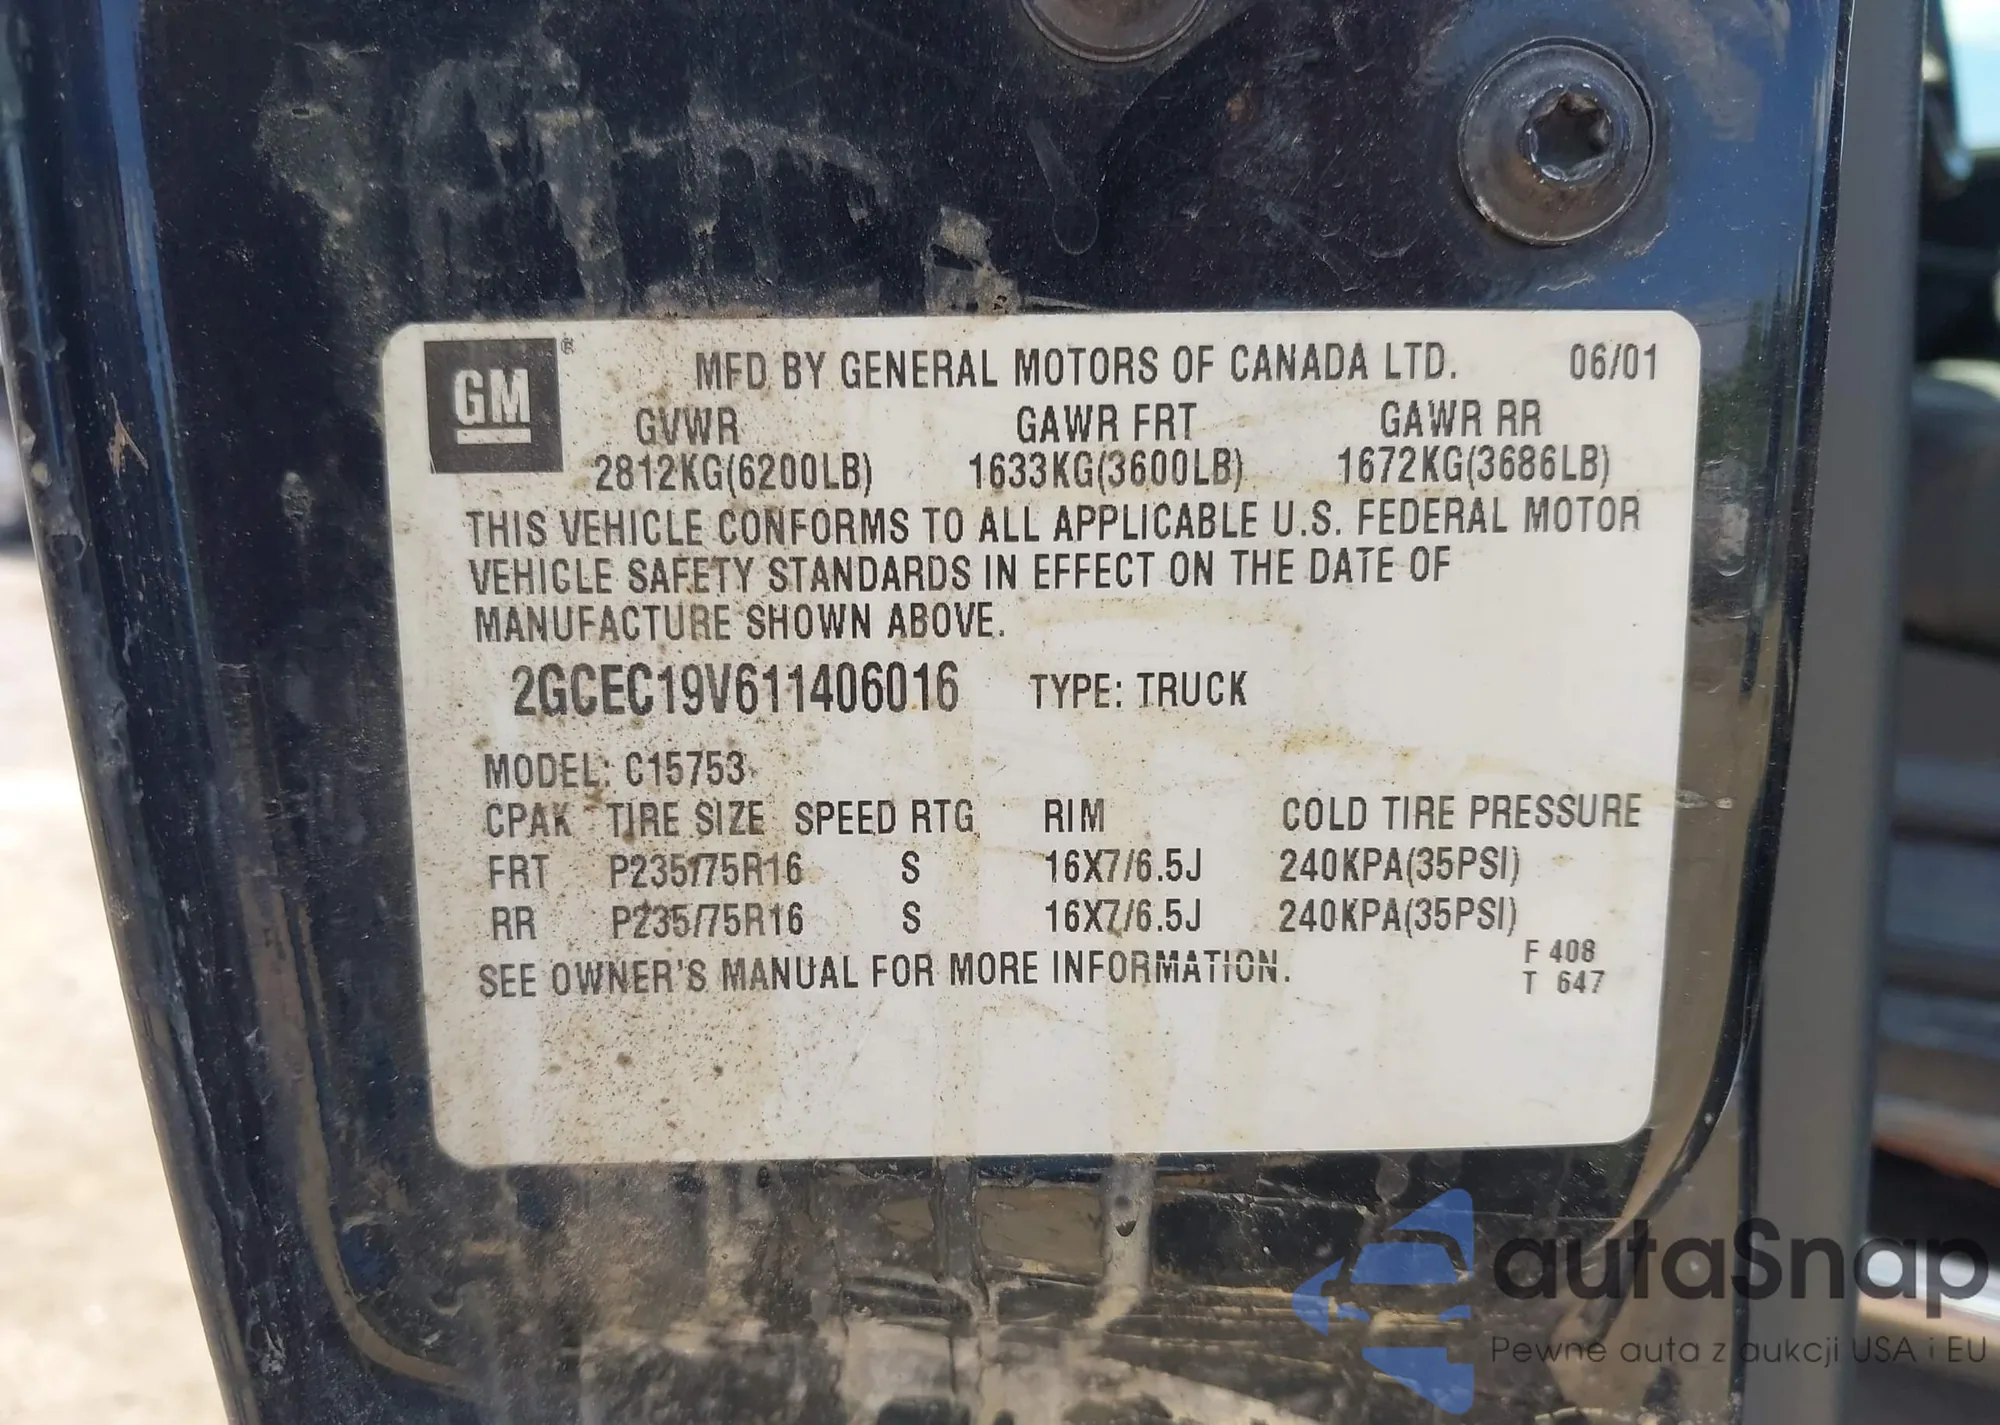 GM ® MFD BY GENERAL MOTORS OF CANADA LTD. 06/01
GVWR GAWR FRT GAWR RR
2812KG(6200LB) 1633KG(3600LB) 1672KG(3686LB)
THIS VEHICLE CONFORMS TO ALL APPLICABLE U.S. FEDERAL MOTOR
VEHICLE SAFETY STANDARDS IN EFFECT ON THE DATE OF
MANUFACTURE SHOWN ABOVE.
2GCEC19V611406016 TYPE: TRUCK
MODEL: C15753
CPAK TIRE SIZE SPEED RTG RIM COLD TIRE PRESSURE
FRT P235/75R16 S 16X7/6.5J 240KPA(35PSI)
RR P235/75R16 S 16X7/6.5J 240KPA(35PSI)
SEE OWNER'S MANUAL FOR MORE INFORMATION.
F 408
T 647
autaSnap
Pewne auta z aukcji USA i EU